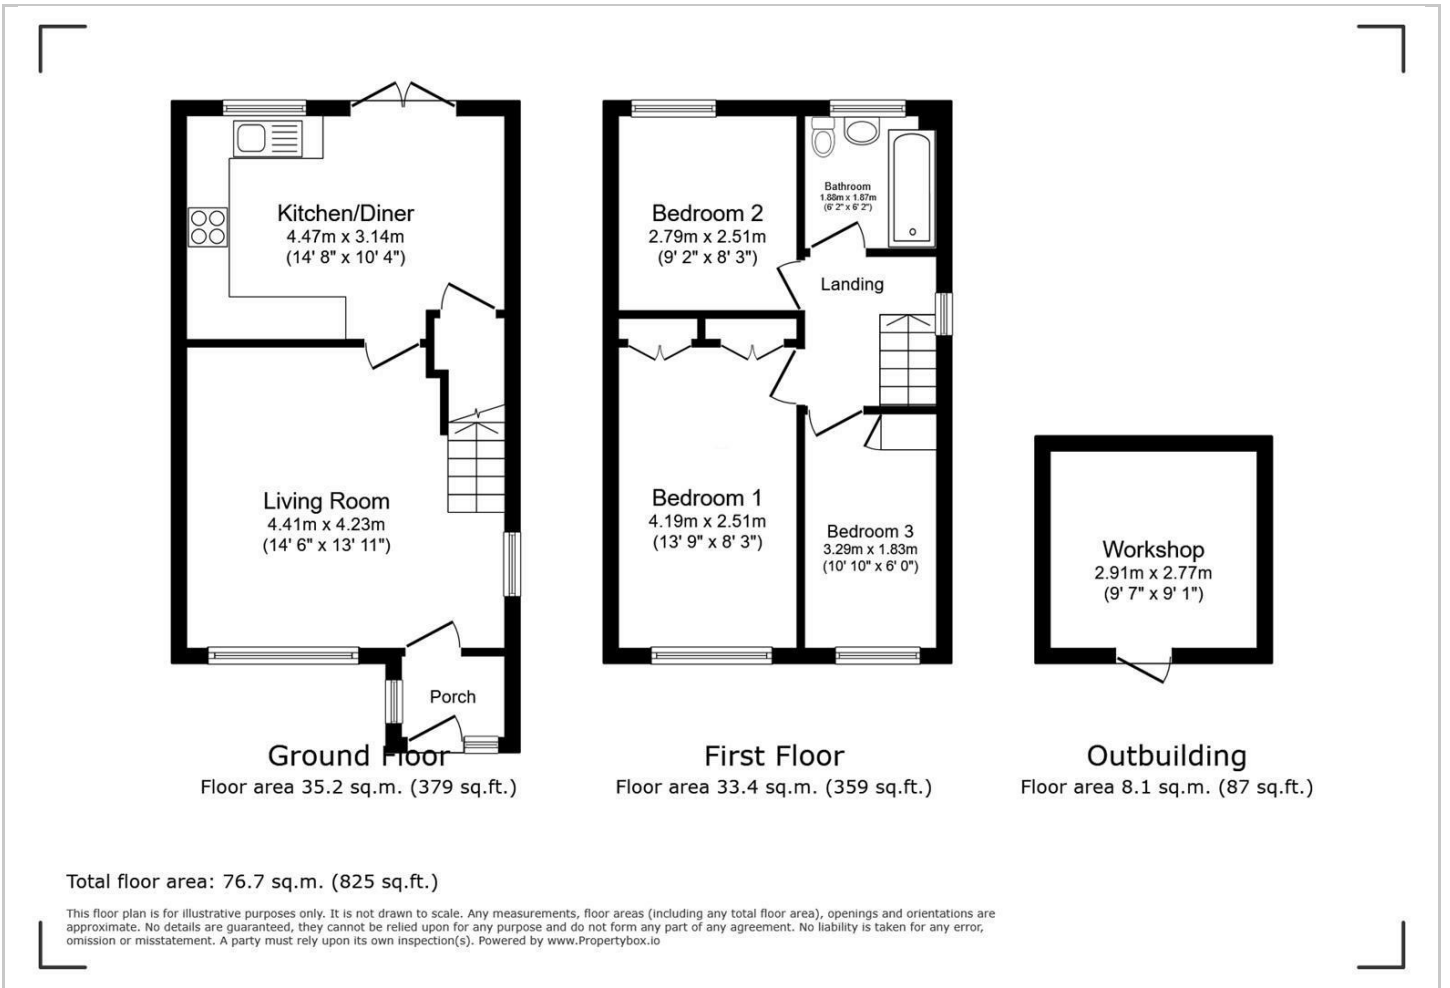 Kitchen/Diner
4.47m x 3.14m
(14' 8" x 10' 4")
Living Room
4.41m x 4.23m
(14' 6" x 13' 11")
Porch
Ground Floor
Floor area 35.2 sq.m. (379 sq.ft.)
Bedroom 2
2.79m x 2.51m
(9' 2" x 8' 3")
Bathroom
1.88m x 1.87m
(6' 2" x 6' 2")
Landing
Bedroom 1
4.19m x 2.51m
(13' 9" x 8' 3")
Bedroom 3
3.29m x 1.83m
(10' 10" x 6' 0")
First Floor
Floor area 33.4 sq.m. (359 sq.ft.)
Workshop
2.91m x 2.77m
(9' 7" x 9' 1")
Outbuilding
Floor area 8.1 sq.m. (87 sq.ft.)
Total floor area: 76.7 sq.m. (825 sq.ft.)
This floor plan is for illustrative purposes only. It is not drawn to scale. Any measurements, floor areas (including any total floor area), openings and orientations are
approximate. No details are guaranteed, they cannot be relied upon for any purpose and do not form any part of any agreement. No liability is taken for any error,
omission or misstatement. A party must rely upon its own inspection(s). Powered by www.Propertybox.io